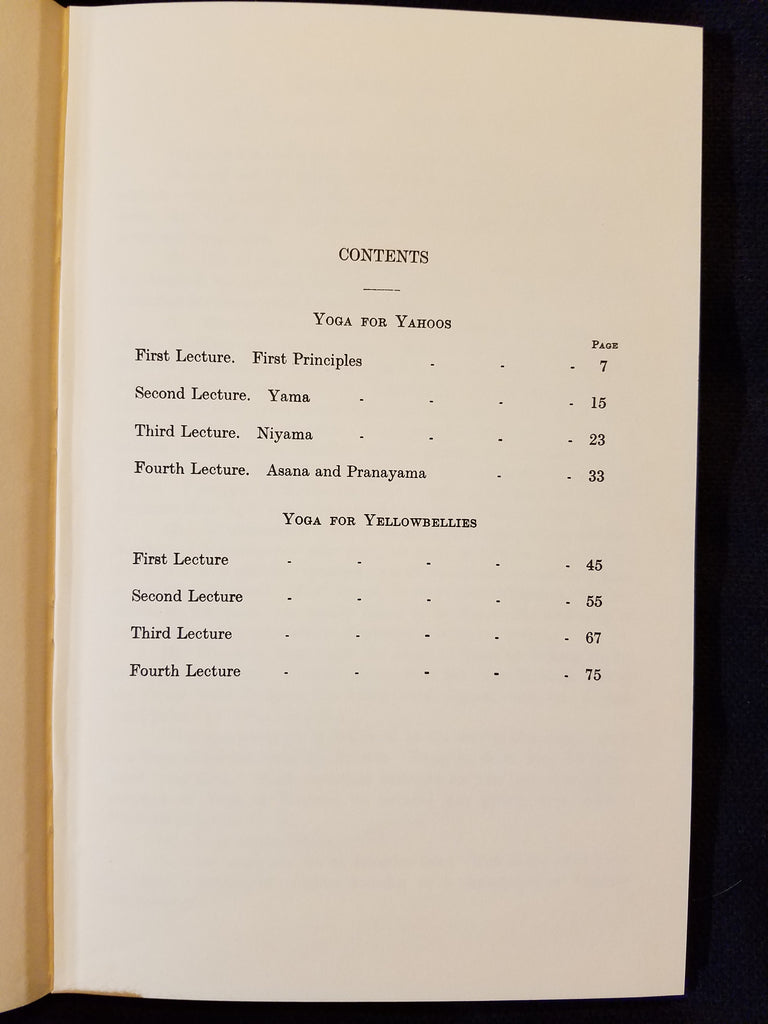 CONTENTS
YOGA FOR YAHOOS
PAGE
First Lecture. First Principles - - - 7
Second Lecture. Yama - - - - 15
Third Lecture. Niyama - - - - 23
Fourth Lecture. Asana and Pranayama - - 33
YOGA FOR YELLOWBELLIES
First Lecture - - - - - 45
Second Lecture - - - - - 55
Third Lecture - - - - - 67
Fourth Lecture - - - - - 75